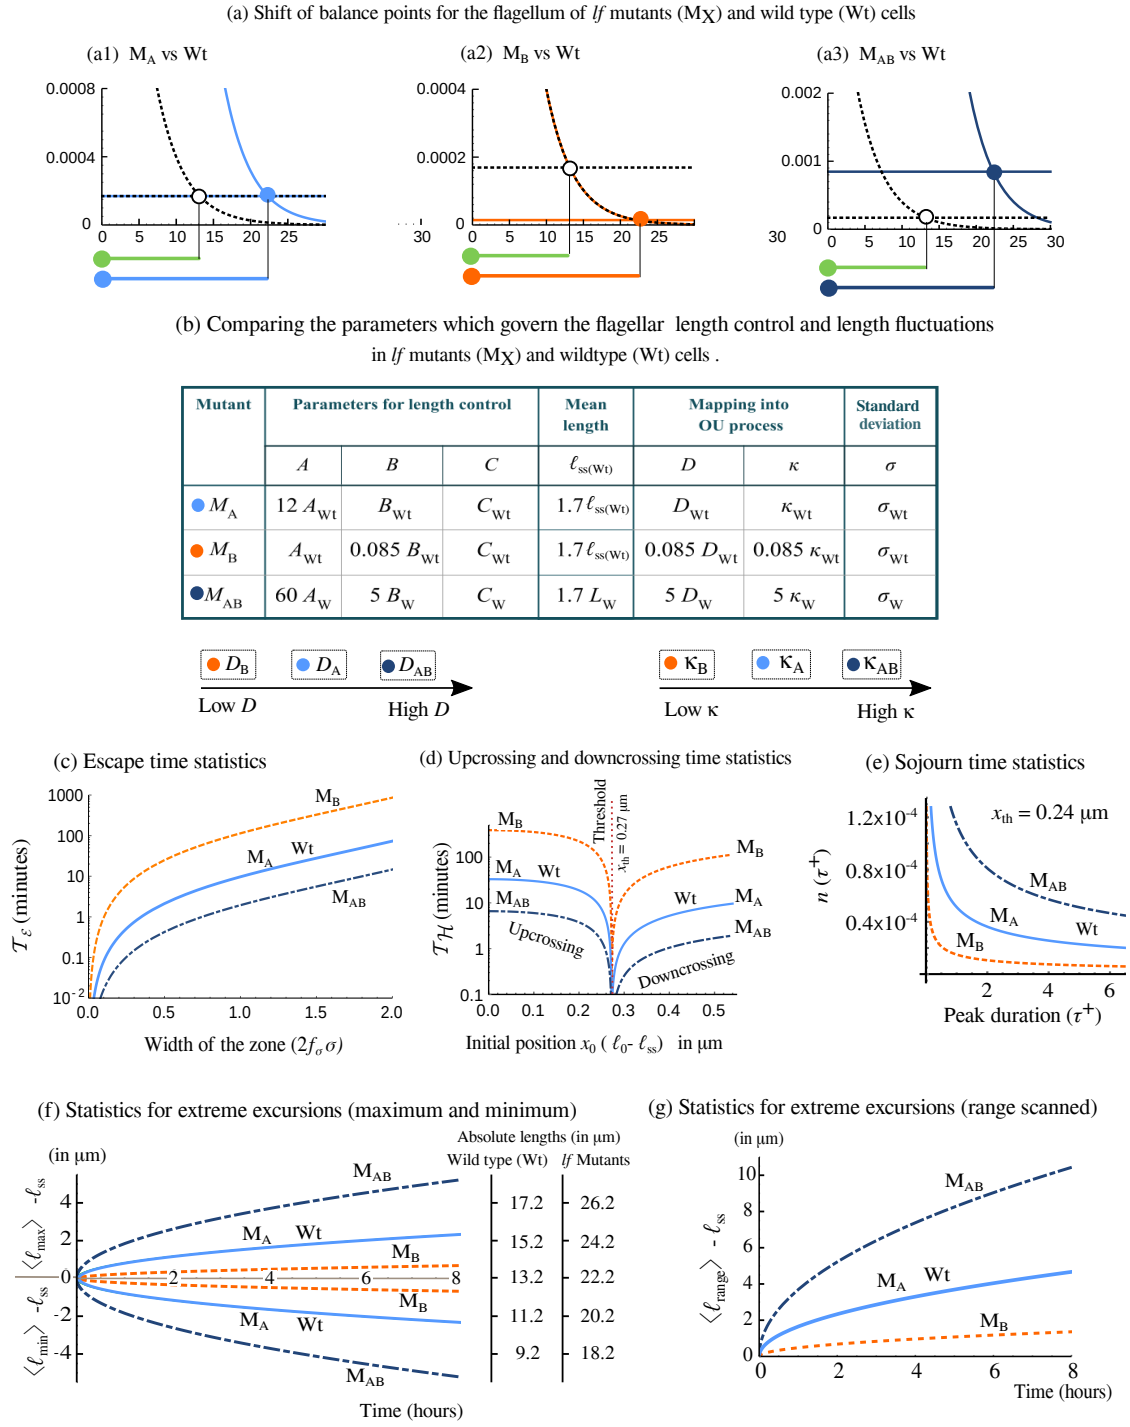 (a) Shift of balance points for the flagellum of lf mutants (MX) and wild type (Wt) cells
(a1) MA vs Wt
(a2) MB vs Wt
(a3) MAB vs Wt
0.0008
0.0004
0
0 5 10 15 20 25
30
0.0004
0.0002
0
0 5 10 15 20 25
30
0.002
0.001
0
0 5 10 15 20 25 30
(b) Comparing the parameters which govern the flagellar length control and length fluctuations
in lf mutants (MX) and wildtype (Wt) cells .
Mutant Parameters for length control Mean length Mapping into OU process Standard deviation
A B C ℓss(Wt) D κ σ
MA 12 AWt BWt CWt 1.7 ℓss(Wt) DWt κWt σWt
MB AWt 0.085 BWt CWt 1.7 ℓss(Wt) 0.085 DWt 0.085 κWt σWt
MAB 60 AW 5 BW CW 1.7 LW 5 DW 5 κW σW
DB DA DAB
Low D High D
κB κA κAB
Low κ High κ
(c) Escape time statistics
1000
100
10
1
0.1
10-2
0.0 0.5 1.0 1.5 2.0
MB
MA Wt
MAB
Tℰ (minutes)
Width of the zone (2fσσ)
(d) Upcrossing and downcrossing time statistics
Threshold
xth = 0.27 μm
100
10
1
0.1
0.0 0.1 0.2 0.3 0.4 0.5
MB
MA Wt
MAB
Upcrossing
MB
Wt MA
MAB
Downcrossing
Tℋ (minutes)
Initial position x0 ( ℓ0- ℓss) in μm
(e) Sojourn time statistics
xth = 0.24 μm
1.2x10-4
0.8x10-4
0.4x10-4
2 4 6
MAB
MA Wt
MB
n (τ+)
Peak duration (τ+)
(f) Statistics for extreme excursions (maximum and minimum)
(in μm)
4
2
0
-2
-4
2 4 6 8
MAB
MA Wt
MB
MB
MA Wt
MAB
⟨ℓmax⟩ -ℓss
⟨ℓmin⟩ -ℓss
Time (hours)
Absolute lengths (in μm)
Wild type (Wt) lf Mutants
17.2 26.2
15.2 24.2
13.2 22.2
11.2 20.2
9.2 18.2
(g) Statistics for extreme excursions (range scanned)
(in μm)
10
8
6
4
2
0
0 2 4 6 8
MAB
MA Wt
MB
⟨ℓrange⟩ - ℓss
Time (hours)